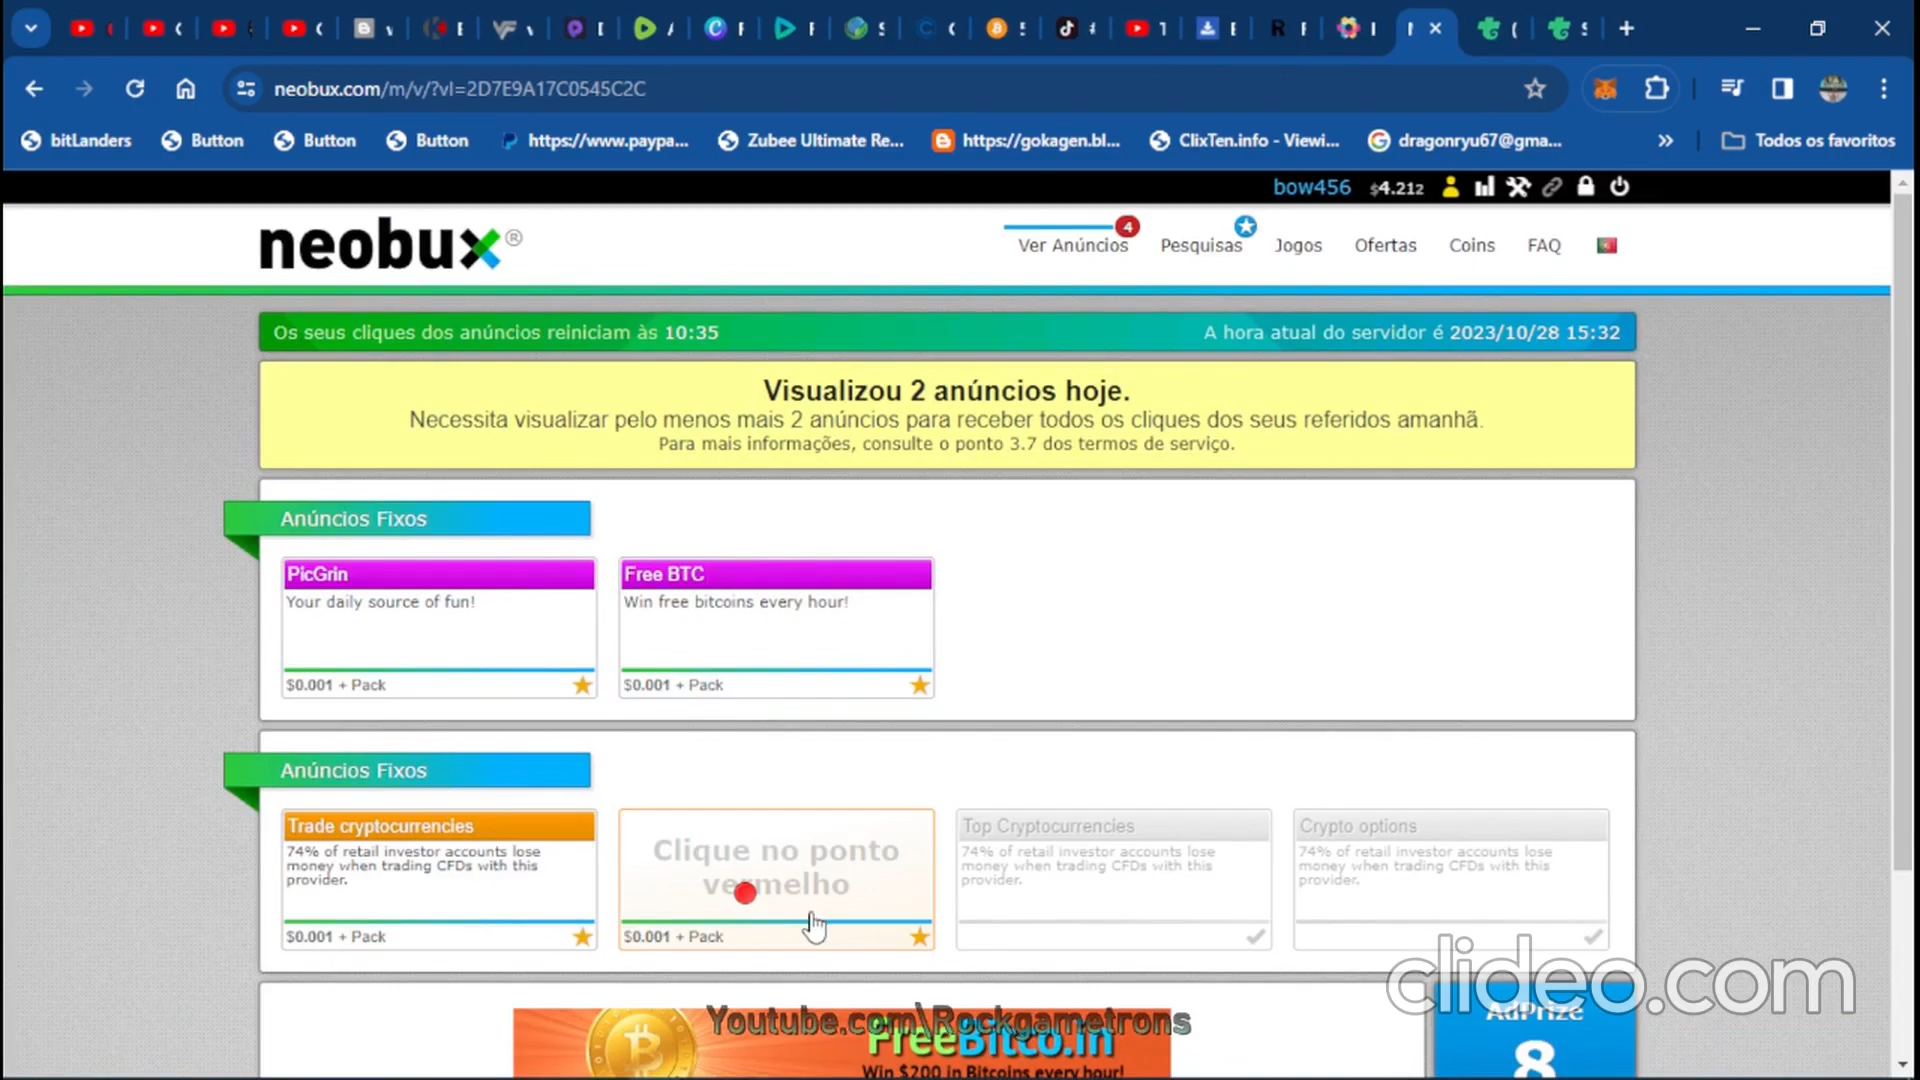 neobux.com/m/v/?vl=2D7E9A17C0545C2C
bitLanders
Button
Button
Button
https://www.paypa...
Zubee Ultimate Re...
https://gokagen.bl...
ClixTen.info - Viewi...
dragonryu67@gma...
»
Todos os favoritos
bow456 $4.212
neobux®
Ver Anúncios 4
Pesquisas
Jogos
Ofertas
Coins
FAQ
Os seus cliques dos anúncios reiniciam às 10:35
A hora atual do servidor é 2023/10/28 15:32
Visualizou 2 anúncios hoje.
Necessita visualizar pelo menos mais 2 anúncios para receber todos os cliques dos seus referidos amanhã.
Para mais informações, consulte o ponto 3.7 dos termos de serviço.
Anúncios Fixos
PicGrin
Your daily source of fun!
$0.001 + Pack
Free BTC
Win free bitcoins every hour!
$0.001 + Pack
Anúncios Fixos
Trade cryptocurrencies
74% of retail investor accounts lose
money when trading CFDs with this
provider.
$0.001 + Pack
Clique no ponto
vermelho
$0.001 + Pack
Top Cryptocurrencies
74% of retail investor accounts lose
money when trading CFDs with this
provider.
Crypto options
74% of retail investor accounts lose
money when trading CFDs with this
provider.
clideo.com
Youtube.com\Rockgametrons
FreeBitco.in
Win $200 in Bitcoins every hour!
AdPrize
8